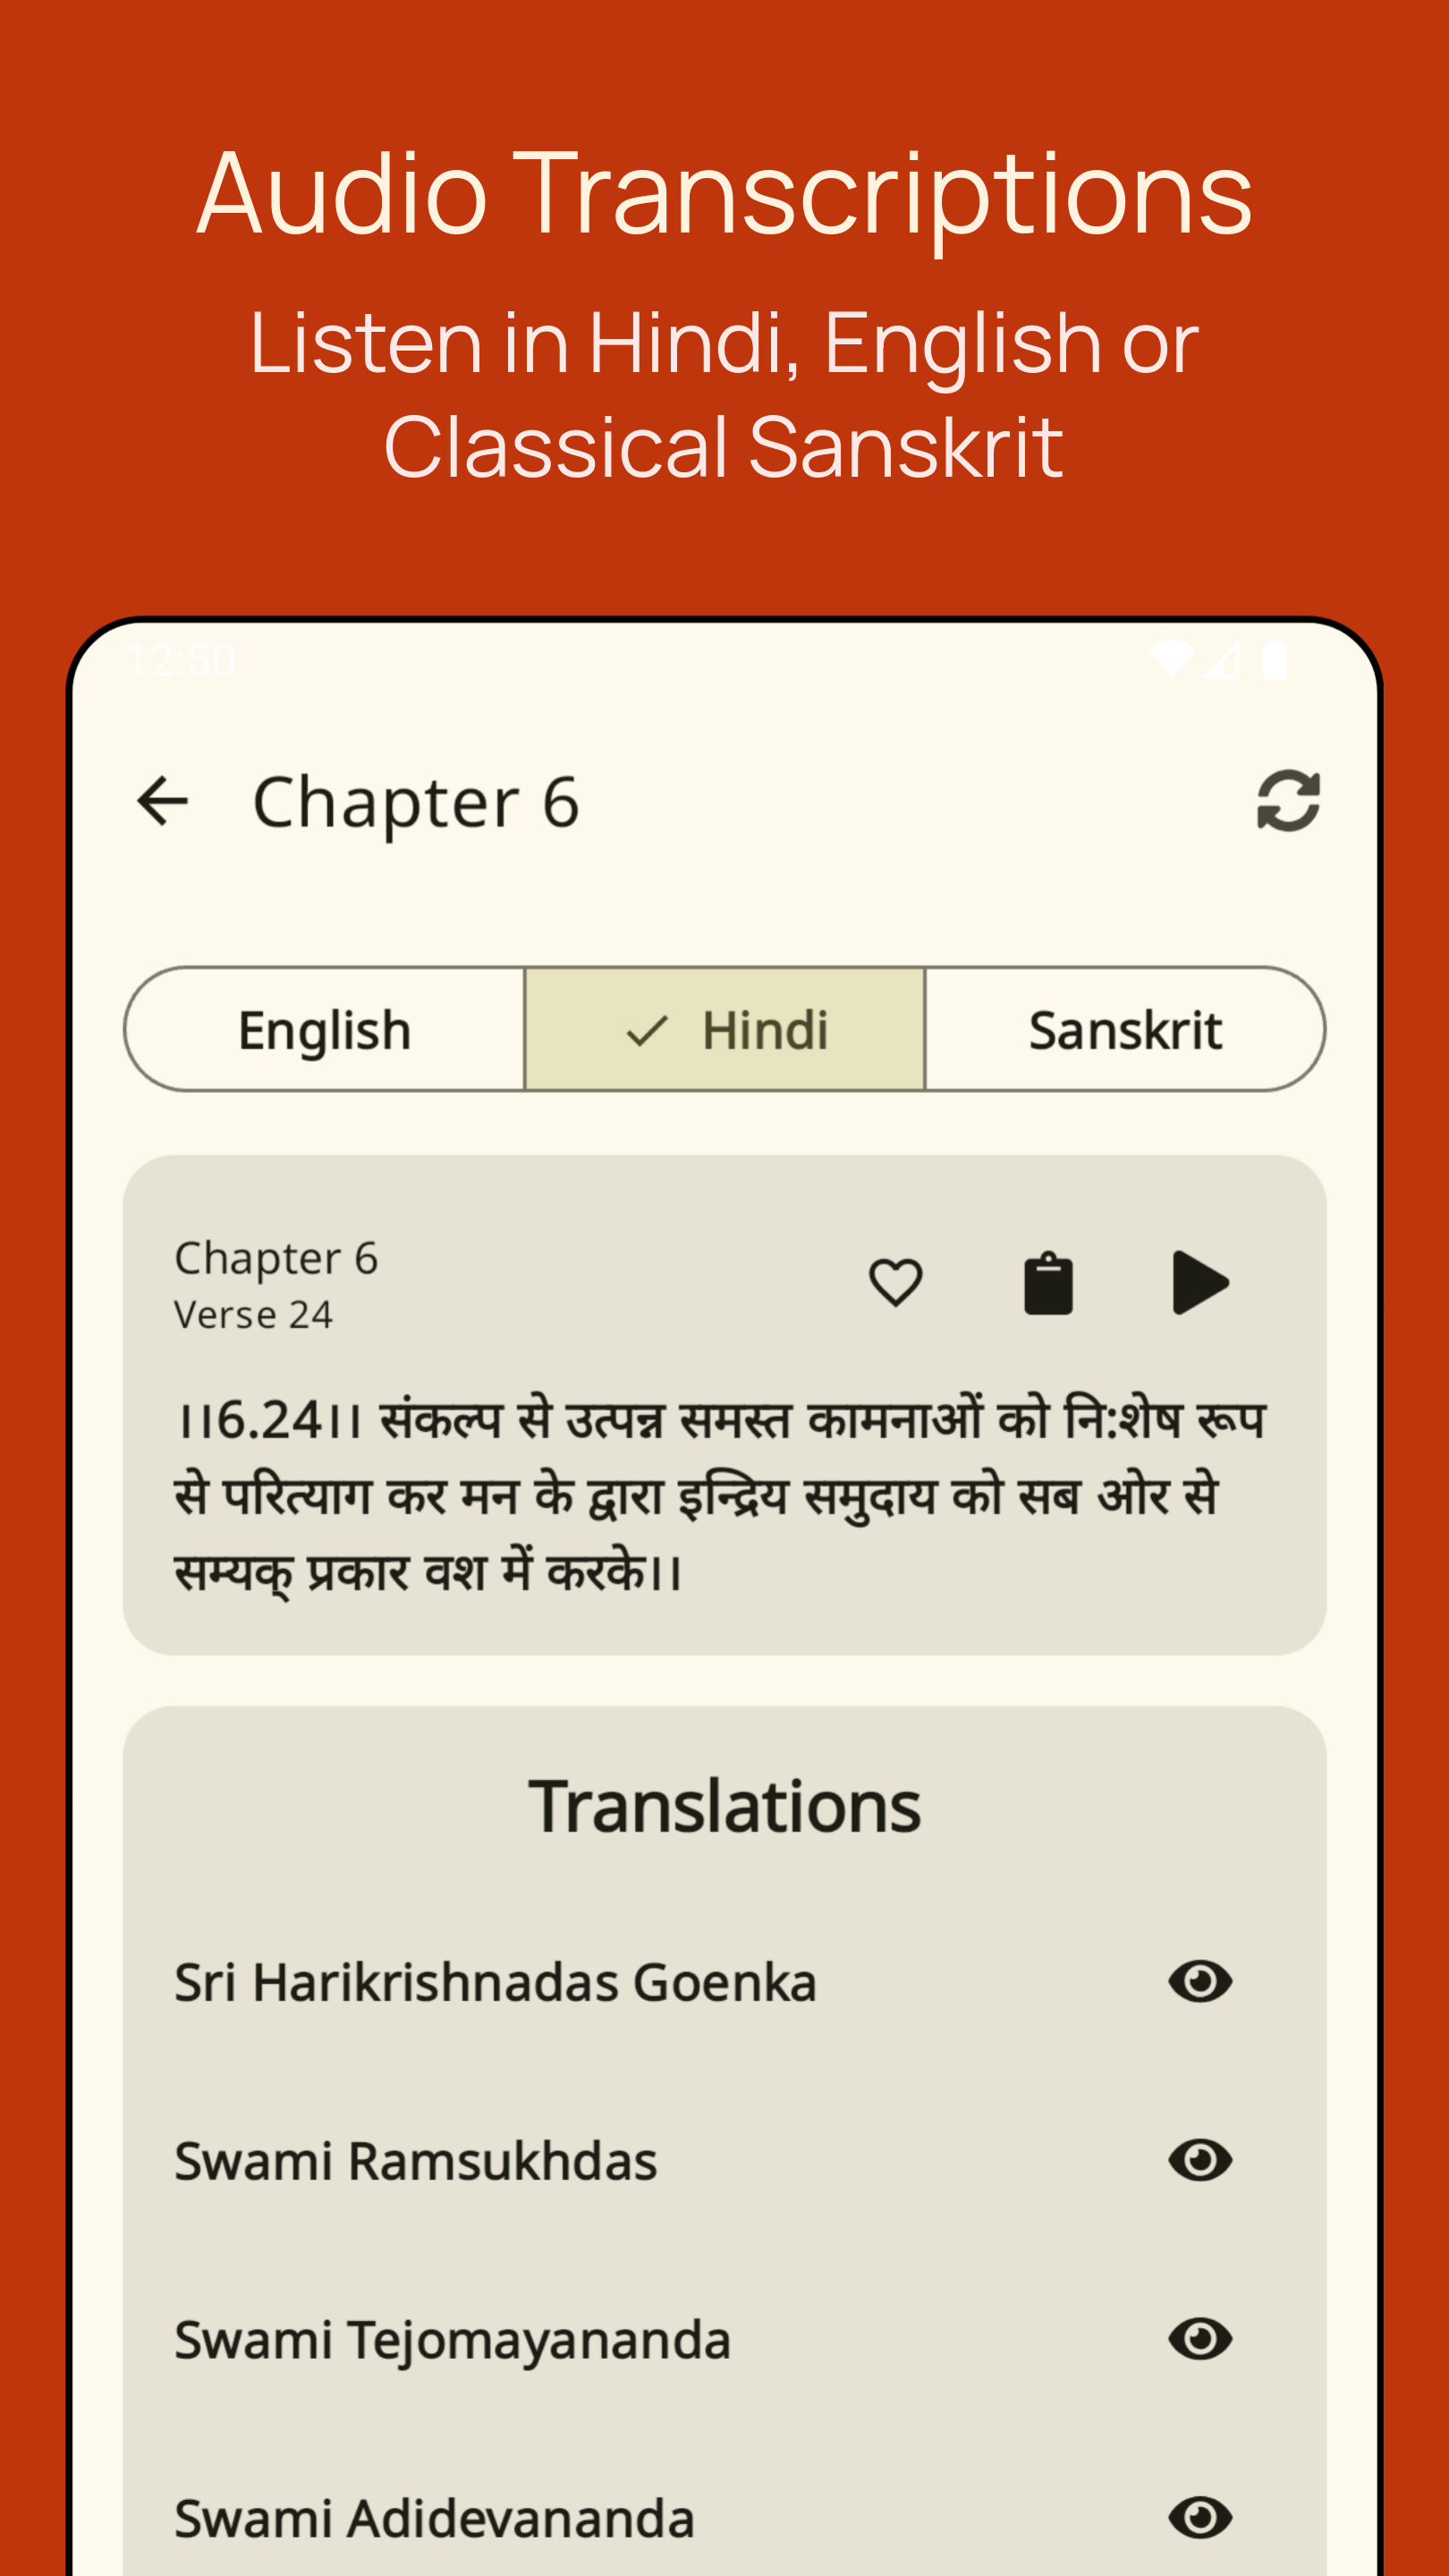 Audio Transcriptions
Listen in Hindi, English or
Classical Sanskrit
12:50
Chapter 6
English
Hindi
Sanskrit
Chapter 6
Verse 24
।।6.24।। संकल्प से उत्पन्न समस्त कामनाओं को नि:शेष रूप
से परित्याग कर मन के द्वारा इन्द्रिय समुदाय को सब ओर से
सम्यक् प्रकार वश में करके।।
Translations
Sri Harikrishnadas Goenka
Swami Ramsukhdas
Swami Tejomayananda
Swami Adidevananda